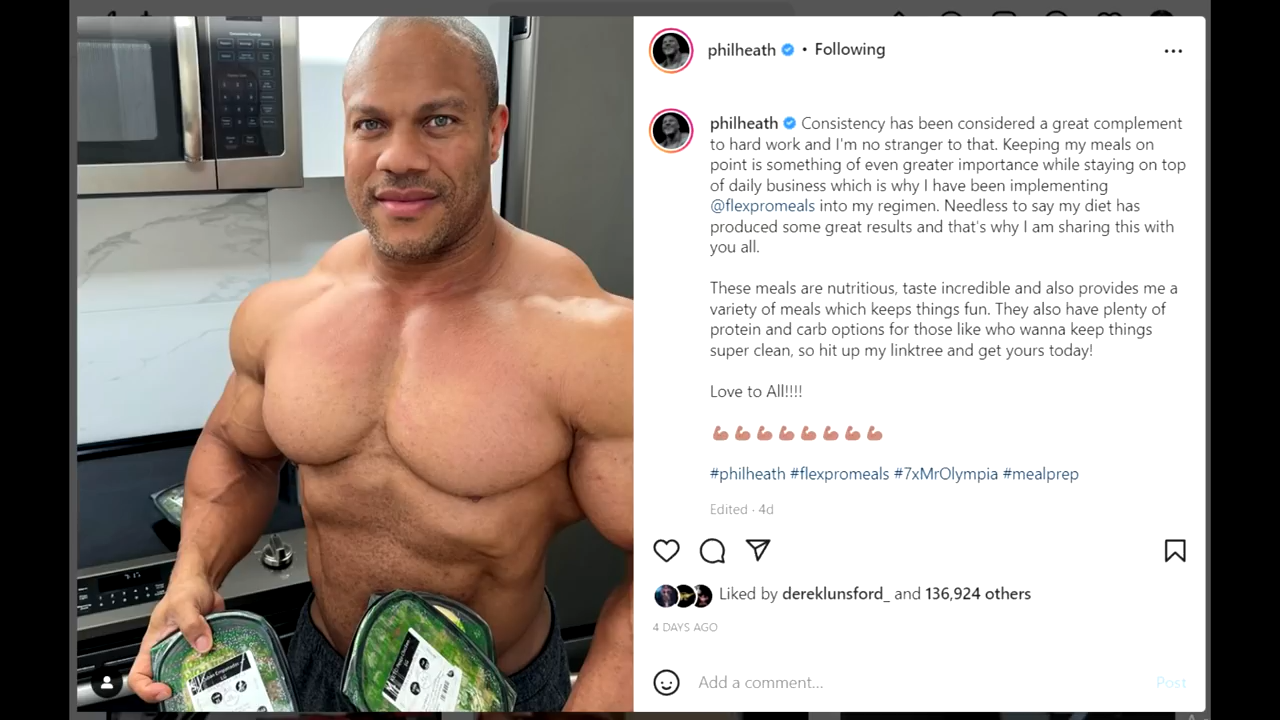 philheath • Following
philheath Consistency has been considered a great complement
to hard work and I'm no stranger to that. Keeping my meals on
point is something of even greater importance while staying on top
of daily business which is why I have been implementing
@flexpromeals into my regimen. Needless to say my diet has
produced some great results and that's why I am sharing this with
you all.
These meals are nutritious, taste incredible and also provides me a
variety of meals which keeps things fun. They also have plenty of
protein and carb options for those like who wanna keep things
super clean, so hit up my linktree and get yours today!
Love to All!!!!
💪🏽💪🏽💪🏽💪🏽💪🏽💪🏽💪🏽💪🏽
#philheath #flexpromeals #7xMrOlympia #mealprep
Edited · 4d
Liked by dereklunsford_ and 136,924 others
4 DAYS AGO
Add a comment...
Post